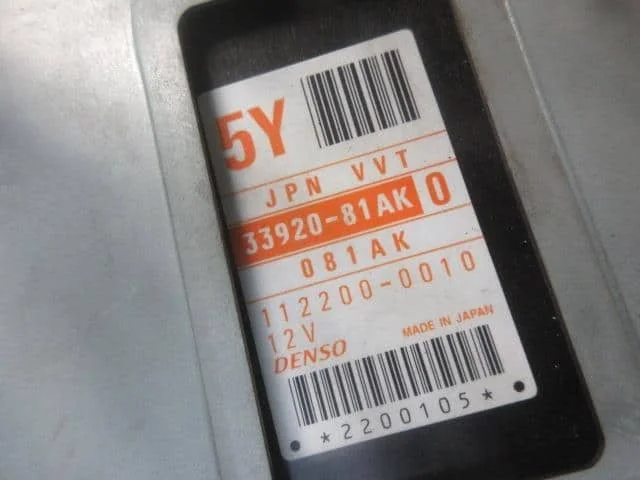 5Y
JPN VVT
33920-81AK 0
081AK
112200-0010
12V
MADE IN JAPAN
DENSO
*2200105*